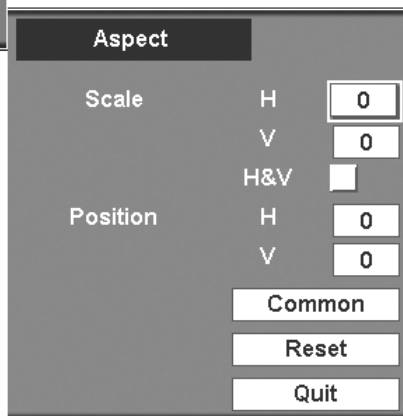 Aspect
Scale H 0
V 0
H&V
Position H 0
V 0
Common
Reset
Quit